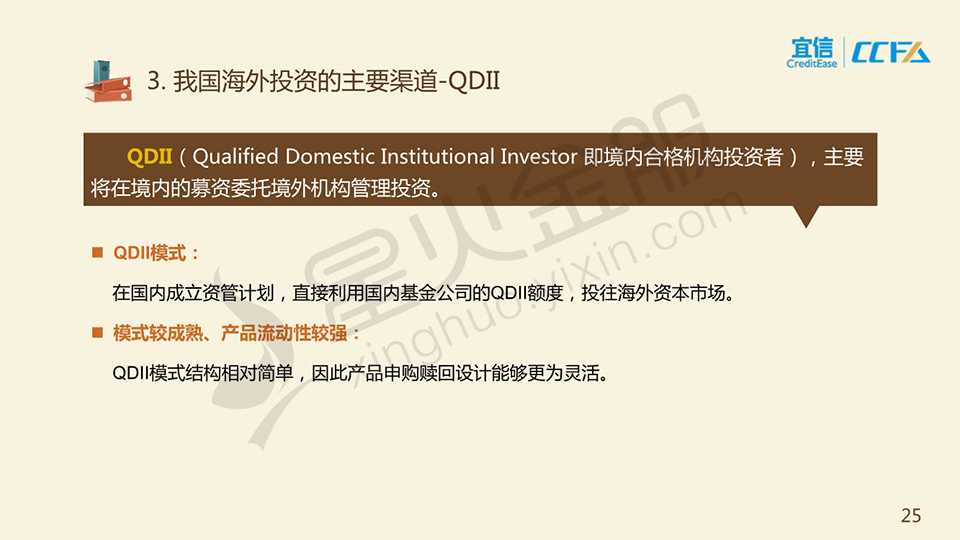 宜信
CreditEase
CCFA
3. 我国海外投资的主要渠道-QDII
QDII（Qualified Domestic Institutional Investor 即境内合格机构投资者），主要
将在境内的募资委托境外机构管理投资。
QDII模式：
在国内成立资管计划，直接利用国内基金公司的QDII额度，投往海外资本市场。
模式较成熟、产品流动性较强：
QDII模式结构相对简单，因此产品申购赎回设计能够更为灵活。
星火金服
xinghuo.yixin.com
25